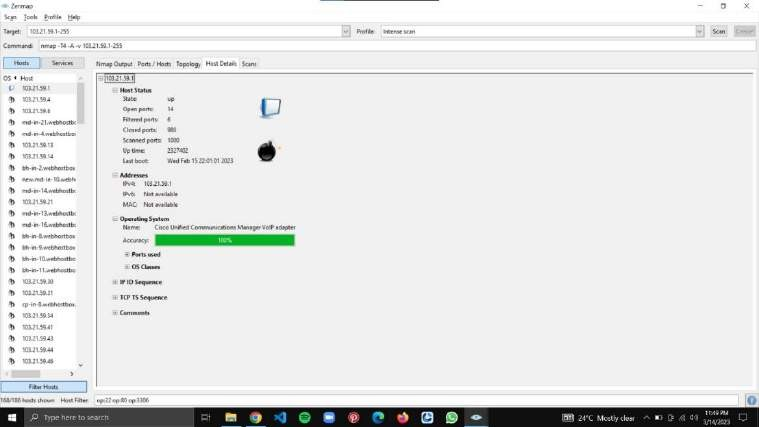 Zenmap
Scan Tools Profile Help
Target: 103.21.59.1-255 Profile: Intense scan Scan Cancel
Command: nmap -T4 -A -v 103.21.59.1-255
Hosts Services Nmap Output Ports / Hosts Topology Host Details Scans
OS Host
103.21.59.1
103.21.59.4
103.21.59.6
md-in-21.webhostbo
md-in-4.webhostbox
103.21.59.13
103.21.59.14
bh-in-2.webhostbox
new.md-in-10.webh
md-in-14.webhostbo
103.21.59.21
md-in-13.webhostbo
md-in-16.webhostbo
bh-in-8.webhostbox
bh-in-9.webhostbox
bh-in-10.webhostbo
bh-in-11.webhostbo
103.21.59.30
103.21.59.31
cp-in-8.webhostbox
103.21.59.34
103.21.59.41
103.21.59.43
103.21.59.44
103.21.59.46
Filter Hosts
103.21.59.1
Host Status
State: up
Open ports: 14
Filtered ports: 6
Closed ports: 980
Scanned ports: 1000
Up time: 2327402
Last boot: Wed Feb 15 22:01:01 2023
Addresses
IPv4: 103.21.59.1
IPv6: Not available
MAC: Not available
Operating System
Name: Cisco Unified Communications Manager VoIP adapter
Accuracy: 100%
Ports used
OS Classes
IP ID Sequence
TCP TS Sequence
Comments
168/186 hosts shown Host Filter: op:22 op:80 op:3306
Type here to search
24°C Mostly clear
11:49 PM
3/14/2023